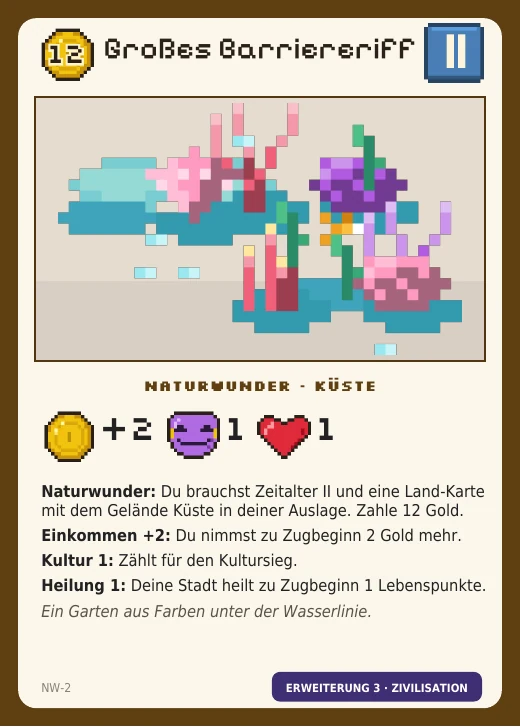 12 Großes Barriereriff II
NATURWUNDER · KÜSTE
+2 1 1
Naturwunder: Du brauchst Zeitalter II und eine Land-Karte
mit dem Gelände Küste in deiner Auslage. Zahle 12 Gold.
Einkommen +2: Du nimmst zu Zugbeginn 2 Gold mehr.
Kultur 1: Zählt für den Kultursieg.
Heilung 1: Deine Stadt heilt zu Zugbeginn 1 Lebenspunkte.
Ein Garten aus Farben unter der Wasserlinie.
NW-2 ERWEITERUNG 3 · ZIVILISATION